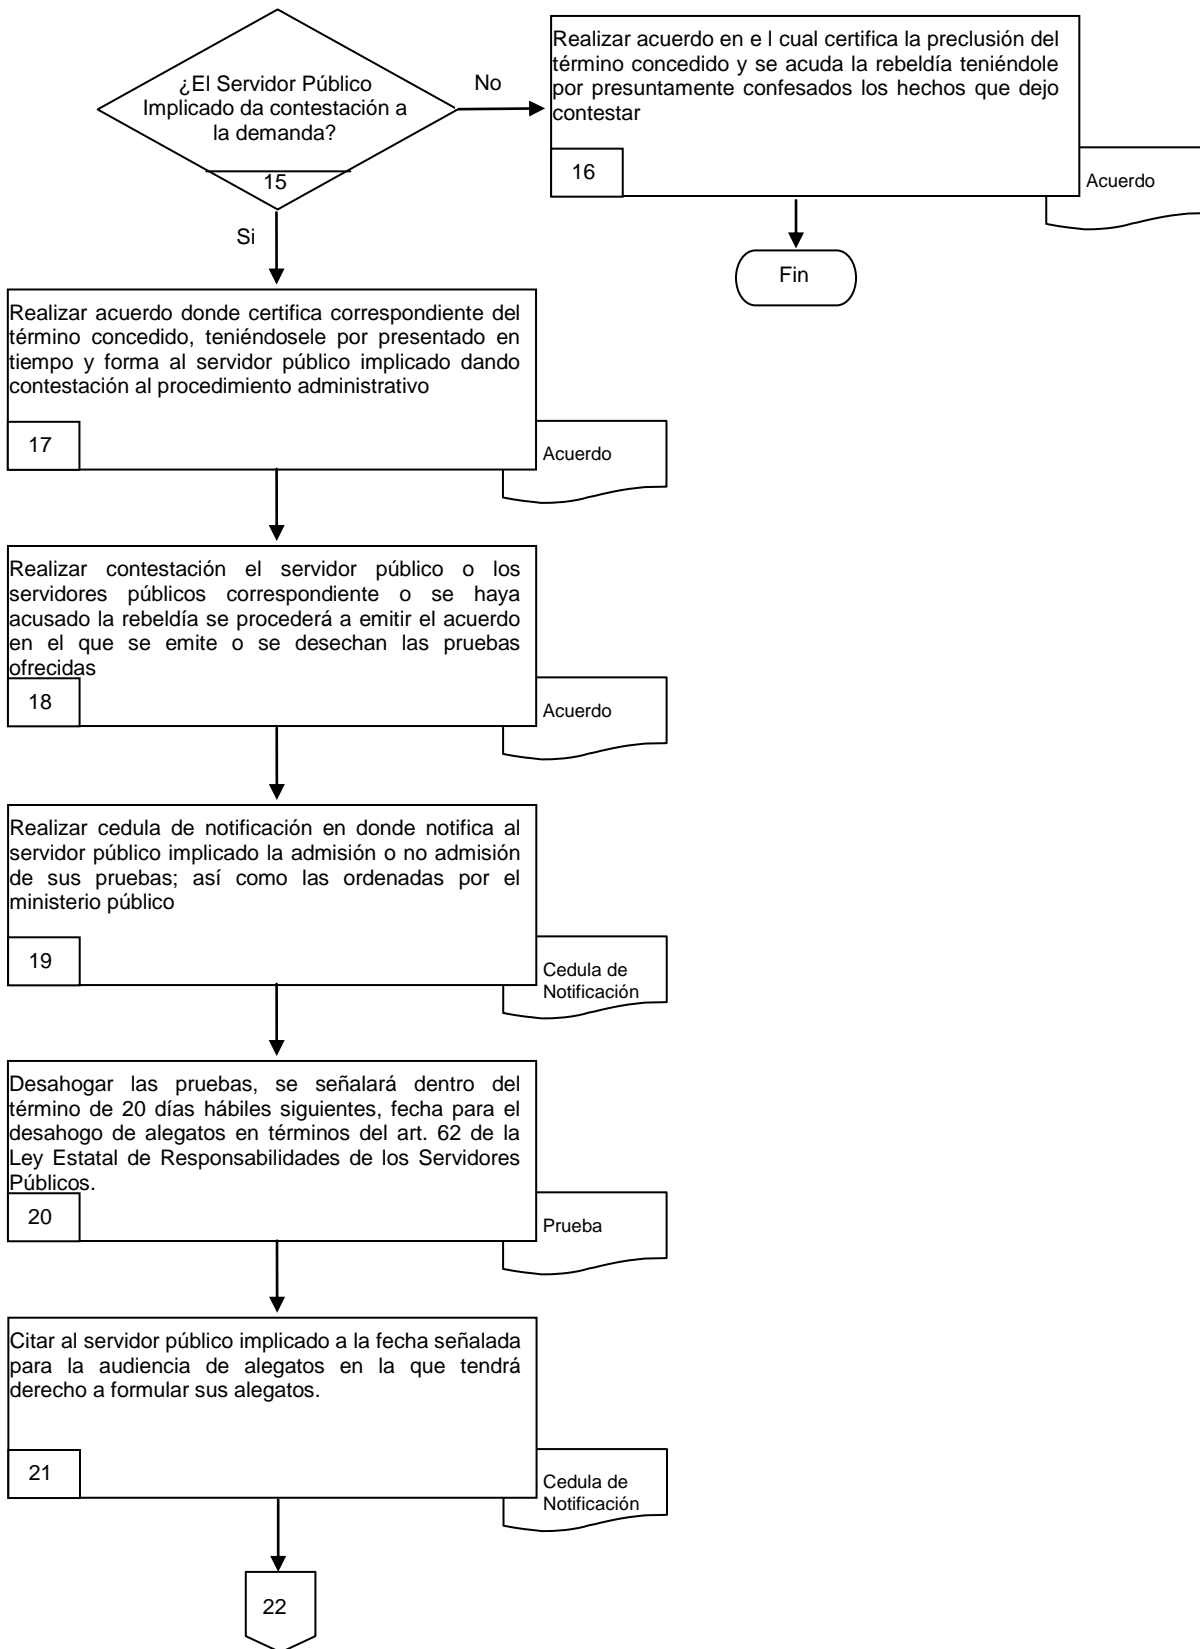 ¿El Servidor Público
Implicado da contestación a
la demanda?
15
No
Realizar acuerdo en e l cual certifica la preclusión del
término concedido y se acuda la rebeldía teniéndole
por presuntamente confesados los hechos que dejo
contestar
16
Acuerdo
Fin
Si
Realizar acuerdo donde certifica correspondiente del
término concedido, teniéndosele por presentado en
tiempo y forma al servidor público implicado dando
contestación al procedimiento administrativo
17
Acuerdo
Realizar contestación el servidor público o los
servidores públicos correspondiente o se haya
acusado la rebeldía se procederá a emitir el acuerdo
en el que se emite o se desechan las pruebas
ofrecidas
18
Acuerdo
Realizar cedula de notificación en donde notifica al
servidor público implicado la admisión o no admisión
de sus pruebas; así como las ordenadas por el
ministerio público
19
Cedula de
Notificación
Desahogar las pruebas, se señalará dentro del
término de 20 días hábiles siguientes, fecha para el
desahogo de alegatos en términos del art. 62 de la
Ley Estatal de Responsabilidades de los Servidores
Públicos.
20
Prueba
Citar al servidor público implicado a la fecha señalada
para la audiencia de alegatos en la que tendrá
derecho a formular sus alegatos.
21
Cedula de
Notificación
22